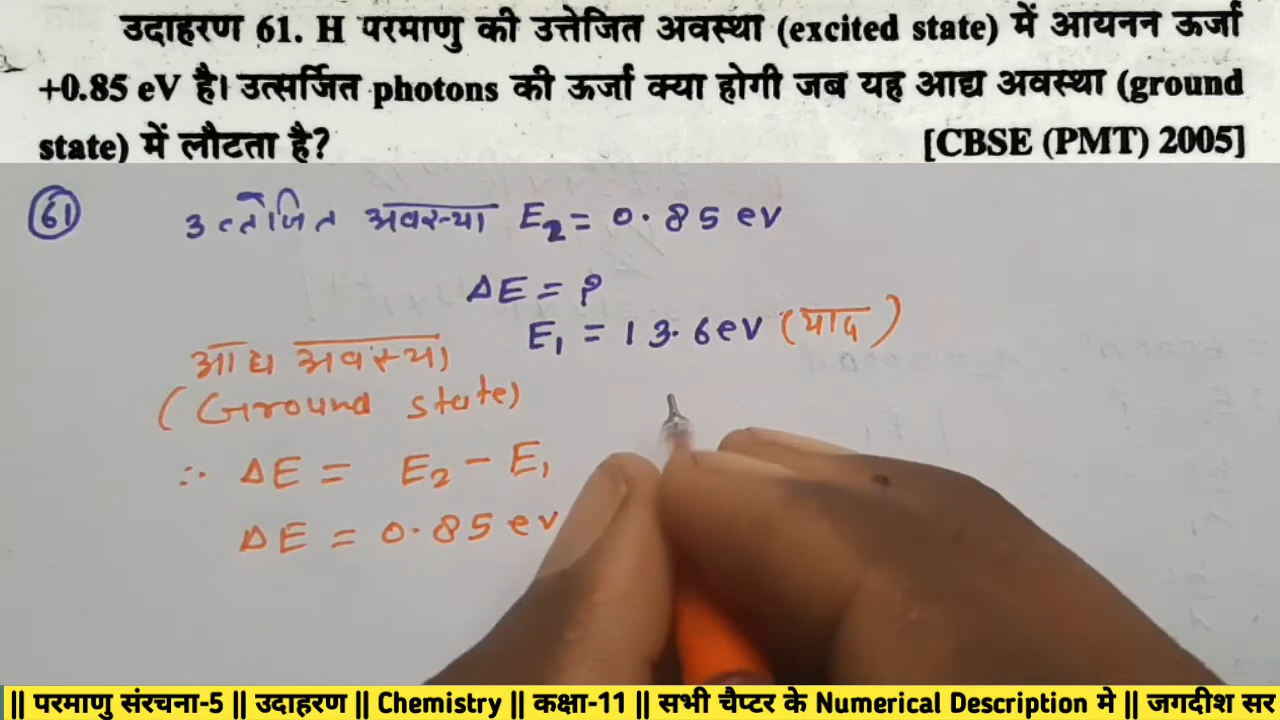 उदाहरण 61. H परमाणु की उत्तेजित अवस्था (excited state) में आयनन ऊर्जा
+0.85 eV है। उत्सर्जित photons की ऊर्जा क्या होगी जब यह आद्य अवस्था (ground
state) में लौटता है? [CBSE (PMT) 2005]
61 उत्तेजित अवस्था E₂ = 0.85 ev
ΔE = ?
E₁ = 13.6 ev (याद)
आद्य अवस्था
(Ground state)
∴ ΔE = E₂ - E₁
ΔE = 0.85 ev
|| परमाणु संरचना-5 || उदाहरण || Chemistry || कक्षा-11 || सभी चैप्टर के Numerical Description मे || जगदीश सर